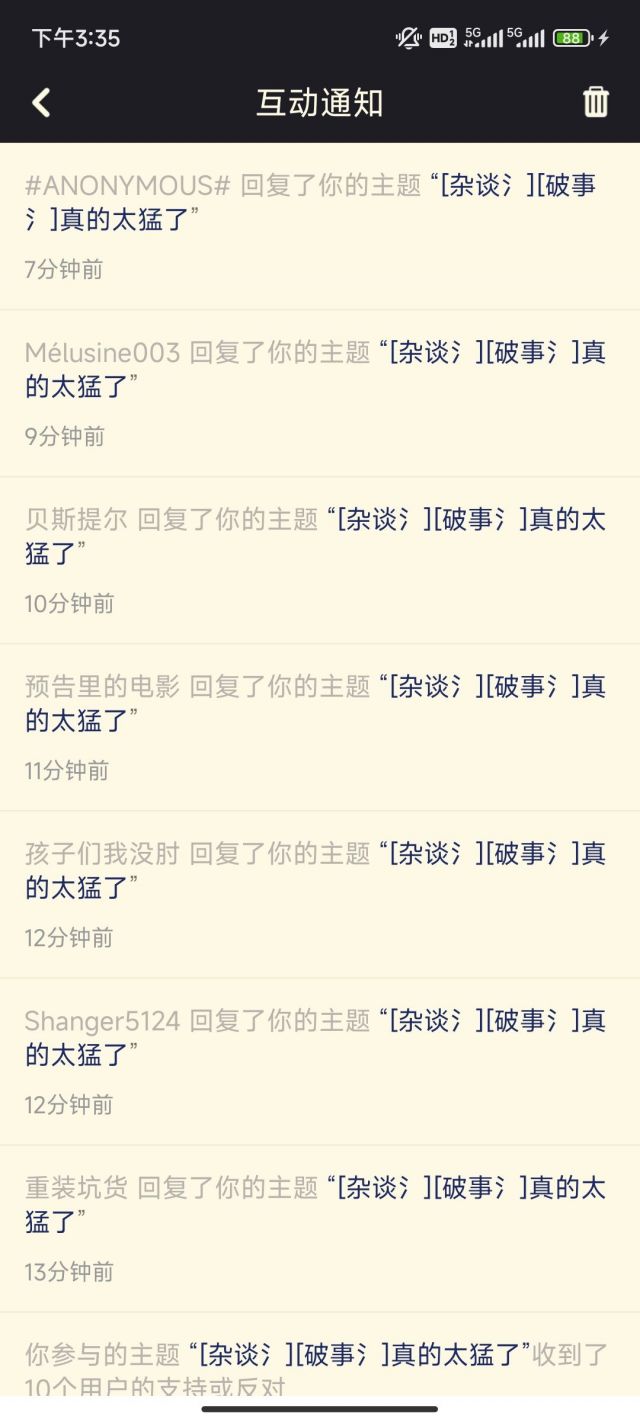 下午3:35
HD 1 2 5G 5G 88
互动通知
#ANONYMOUS# 回复了你的主题 “[杂谈氵][破事
氵]真的太猛了”
7分钟前
Mélusine003 回复了你的主题 “[杂谈氵][破事氵]真
的太猛了”
9分钟前
贝斯提尔 回复了你的主题 “[杂谈氵][破事氵]真的太
猛了”
10分钟前
预告里的电影 回复了你的主题 “[杂谈氵][破事氵]真
的太猛了”
11分钟前
孩子们我没肘 回复了你的主题 “[杂谈氵][破事氵]真
的太猛了”
12分钟前
Shanger5124 回复了你的主题 “[杂谈氵][破事氵]真
的太猛了”
12分钟前
重装坑货 回复了你的主题 “[杂谈氵][破事氵]真的太
猛了”
13分钟前
你参与的主题 “[杂谈氵][破事氵]真的太猛了”收到了
10个用户的支持或反对